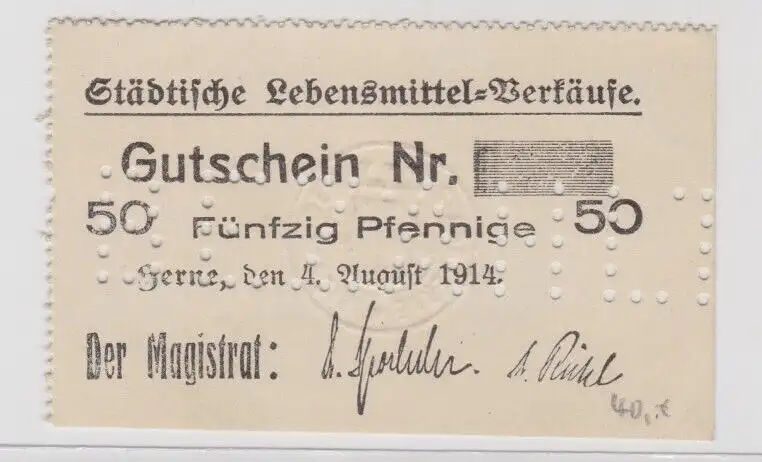 Städtische Lebensmittel=Verkäufe.
Gutschein Nr.
50 Fünfzig Pfennige 50
Herne, den 4. August 1914.
Der Magistrat:
40,-€